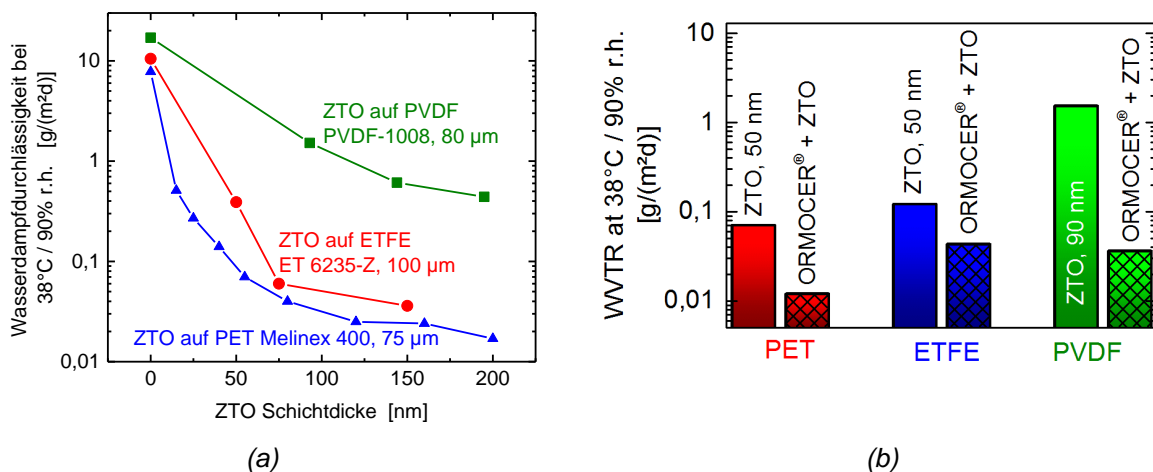 Wasserdampfdurchlässigkeit bei
38°C / 90% r.h.   [g/(m²d)]
10
1
0,1
0,01
ZTO auf PVDF
PVDF-1008, 80 µm
ZTO auf ETFE
ET 6235-Z, 100 µm
ZTO auf PET Melinex 400, 75 µm
0 50 100 150 200
ZTO Schichtdicke [nm]
(a)
WVTR at 38°C / 90% r.h.
[g/(m²d)]
10
1
0,1
0,01
ZTO, 50 nm
ORMOCER® + ZTO
ZTO, 50 nm
ORMOCER® + ZTO
ZTO, 90 nm
ORMOCER® + ZTO
PET ETFE PVDF
(b)